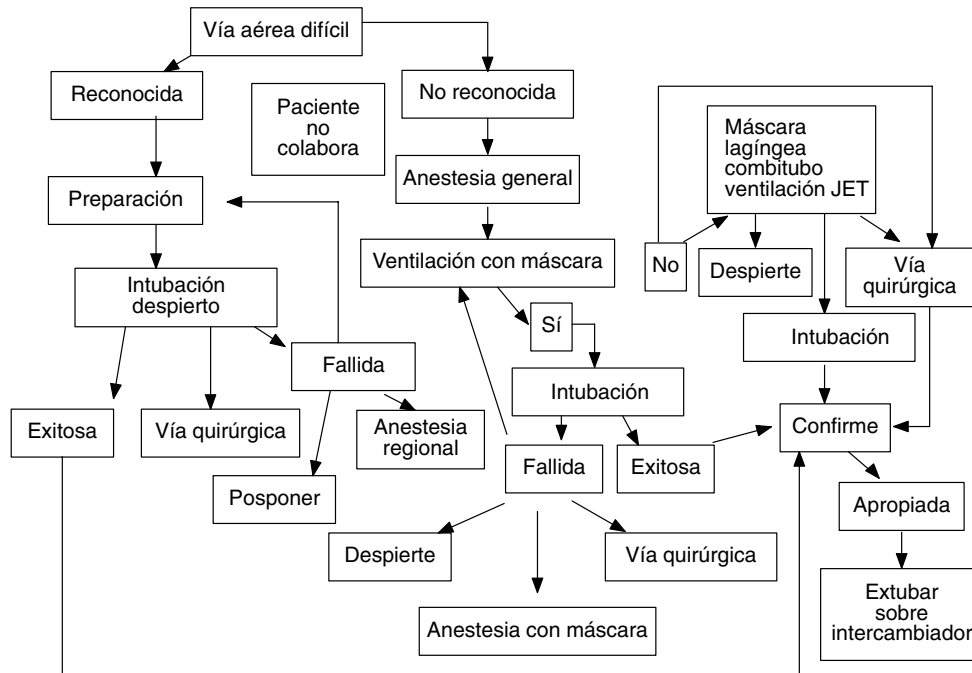 Vía aérea difícil
Reconocida
Paciente
no
colabora
No reconocida
Máscara
lagíngea
combitubo
ventilación JET
Preparación
Anestesia general
Ventilación con máscara
No
Despierte
Vía
quirúrgica
Intubación
despierto
Sí
Intubación
Fallida
Intubación
Exitosa
Vía quirúrgica
Anestesia
regional
Fallida
Exitosa
Confirme
Posponer
Apropiada
Despierte
Vía quirúrgica
Anestesia con máscara
Extubar
sobre
intercambiador